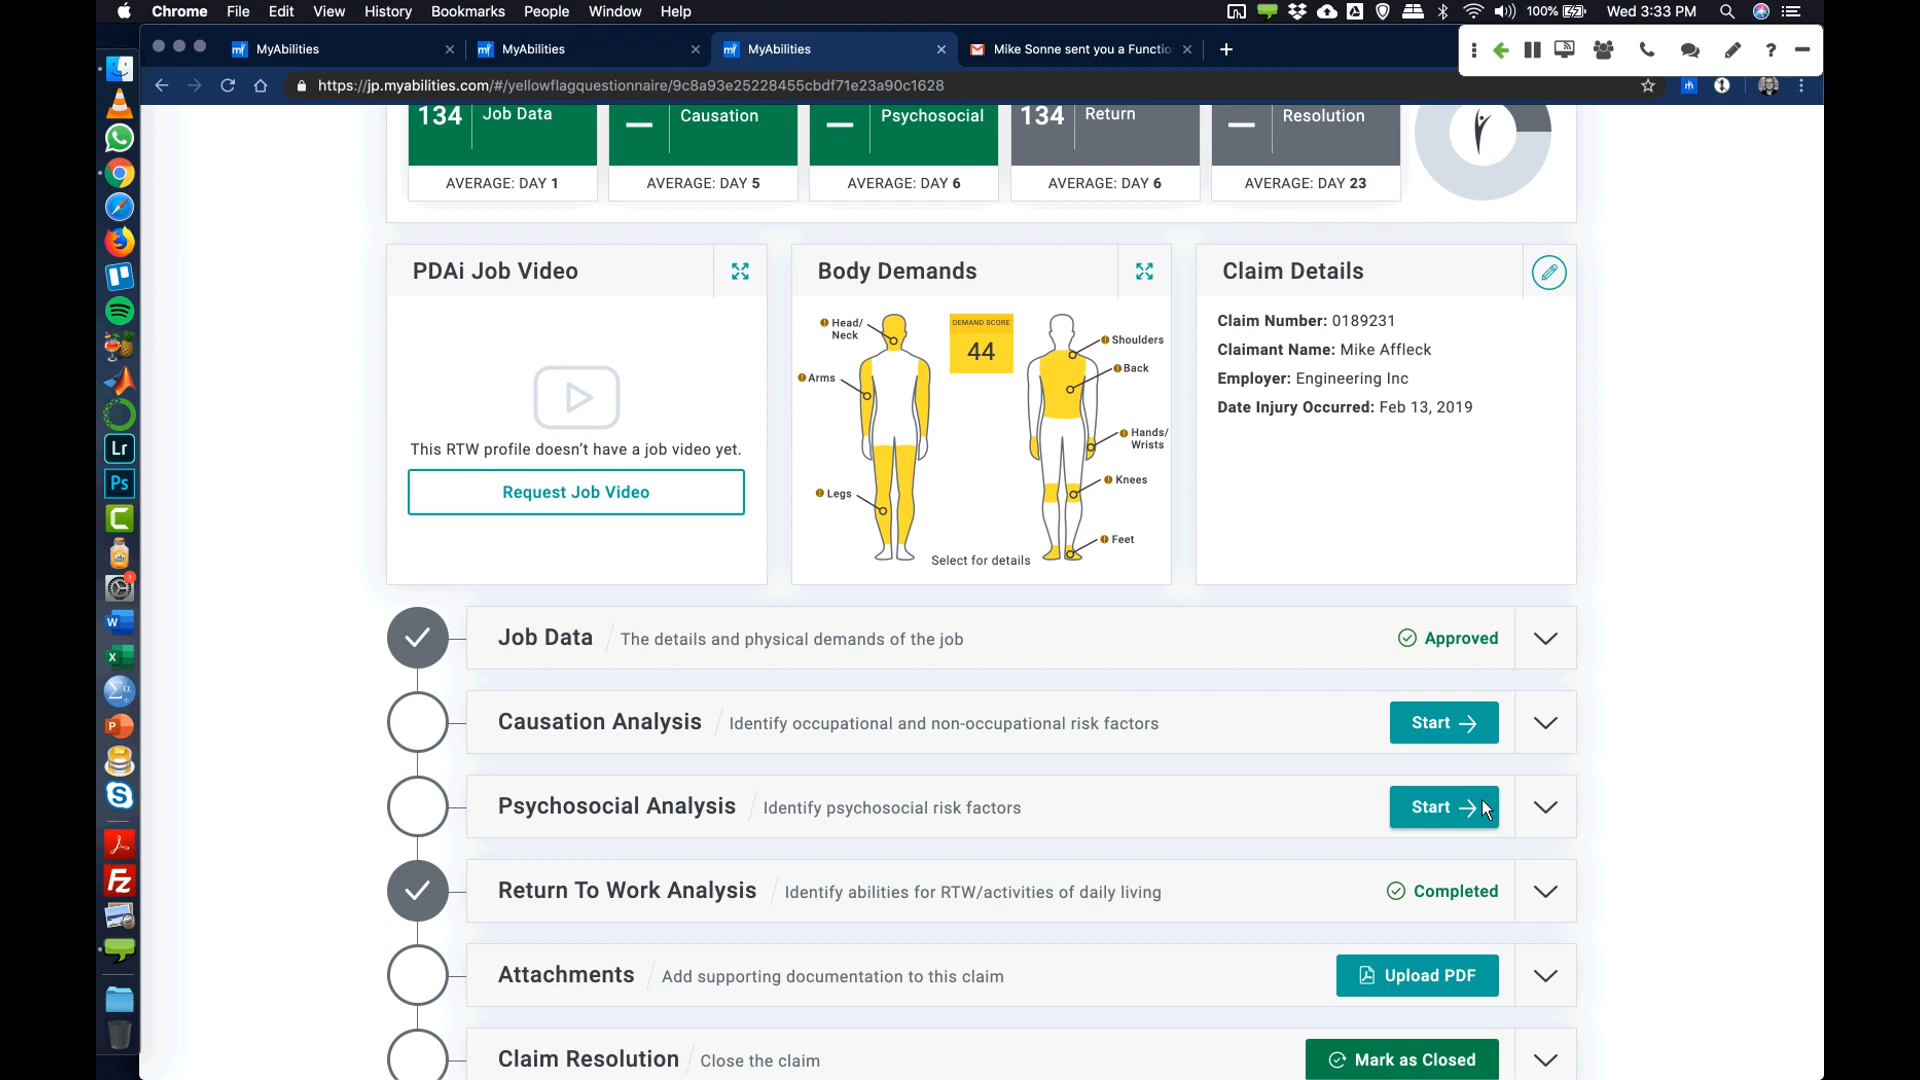 Chrome File Edit View History Bookmarks People Window Help 100% Wed 3:33 PM
MyAbilities MyAbilities MyAbilities Mike Sonne sent you a Functio
https://jp.myabilities.com/#/yellowflagquestionnaire/9c8a93e25228455cbdf71e23a90c1628
134 Job Data — Causation — Psychosocial 134 Return — Resolution
AVERAGE: DAY 1 AVERAGE: DAY 5 AVERAGE: DAY 6 AVERAGE: DAY 6 AVERAGE: DAY 23
PDAi Job Video
This RTW profile doesn't have a job video yet.
Request Job Video
Body Demands
Head/
Neck
Arms
Legs
DEMAND SCORE
44
Shoulders
Back
Hands/
Wrists
Knees
Feet
Select for details
Claim Details
Claim Number: 0189231
Claimant Name: Mike Affleck
Employer: Engineering Inc
Date Injury Occurred: Feb 13, 2019
Job Data / The details and physical demands of the job Approved
Causation Analysis / Identify occupational and non-occupational risk factors Start
Psychosocial Analysis / Identify psychosocial risk factors Start
Return To Work Analysis / Identify abilities for RTW/activities of daily living Completed
Attachments / Add supporting documentation to this claim Upload PDF
Claim Resolution / Close the claim Mark as Closed
Lr
Ps